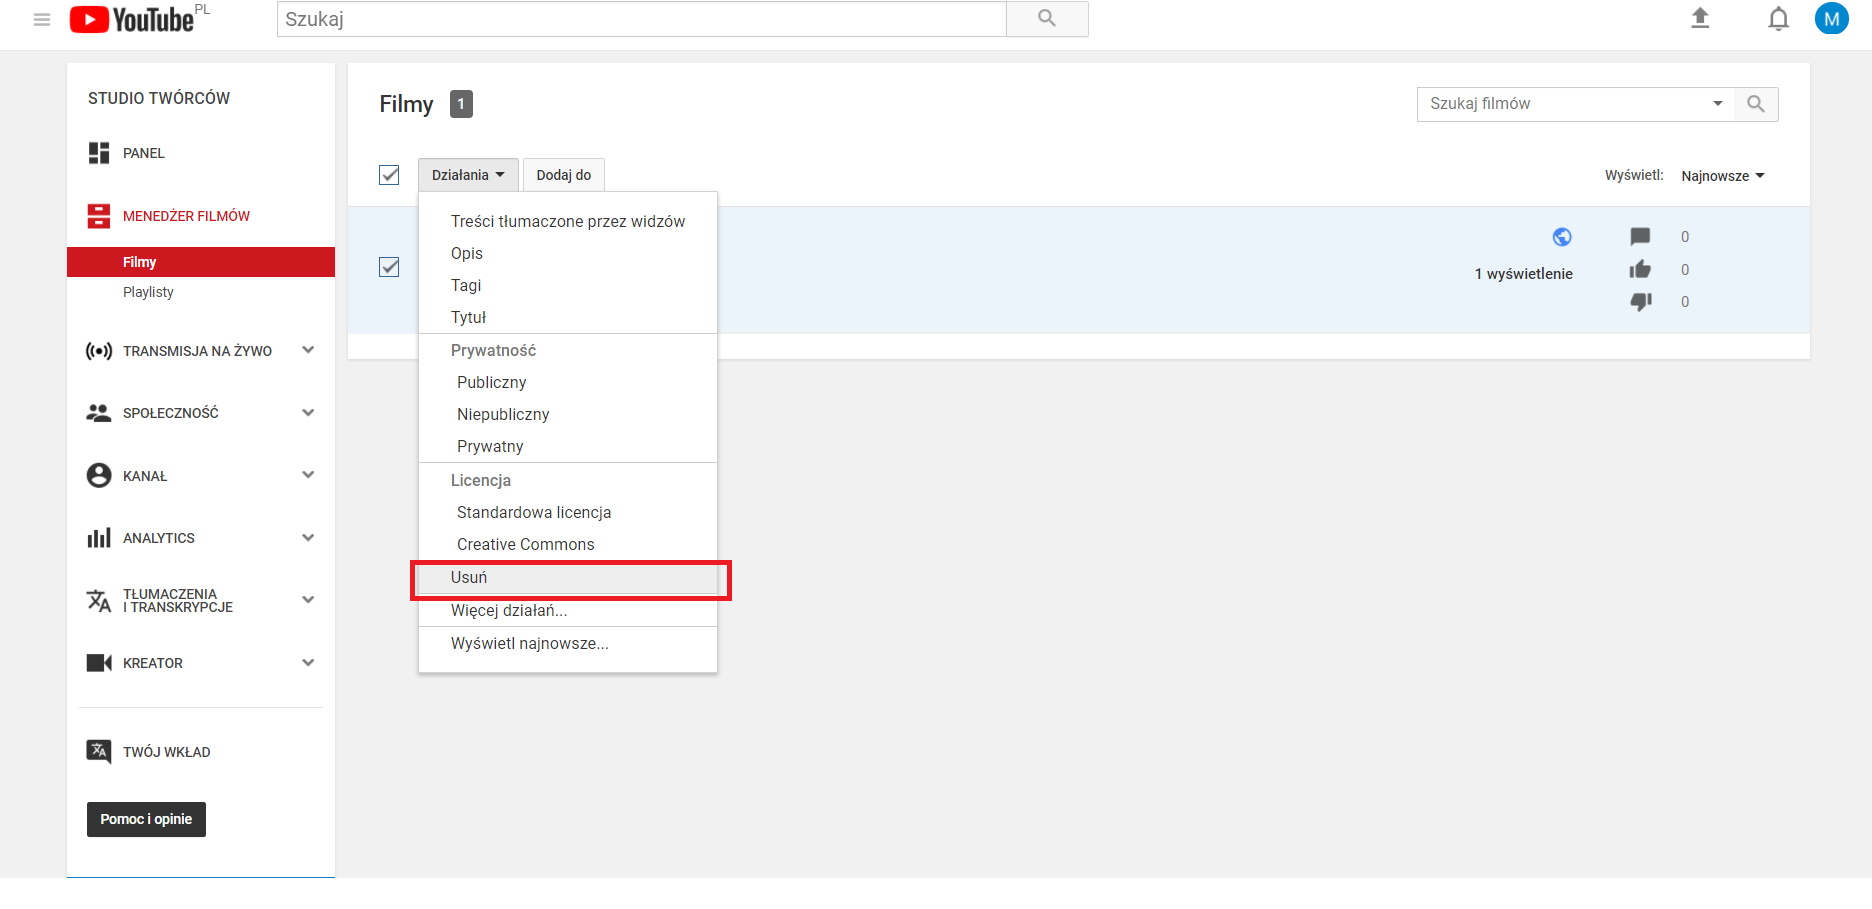 YouTube PL
Szukaj
M
STUDIO TWÓRCÓW
PANEL
MENEDŻER FILMÓW
Filmy
Playlisty
TRANSMISJA NA ŻYWO
SPOŁECZNOŚĆ
KANAŁ
ANALYTICS
TŁUMACZENIA
I TRANSKRYPCJE
KREATOR
TWÓJ WKŁAD
Pomoc i opinie
Filmy 1
Szukaj filmów
Działania
Dodaj do
Wyświetl: Najnowsze
Treści tłumaczone przez widzów
Opis
Tagi
Tytuł
Prywatność
Publiczny
Niepubliczny
Prywatny
Licencja
Standardowa licencja
Creative Commons
Usuń
Więcej działań...
Wyświetl najnowsze...
1 wyświetlenie
0
0
0